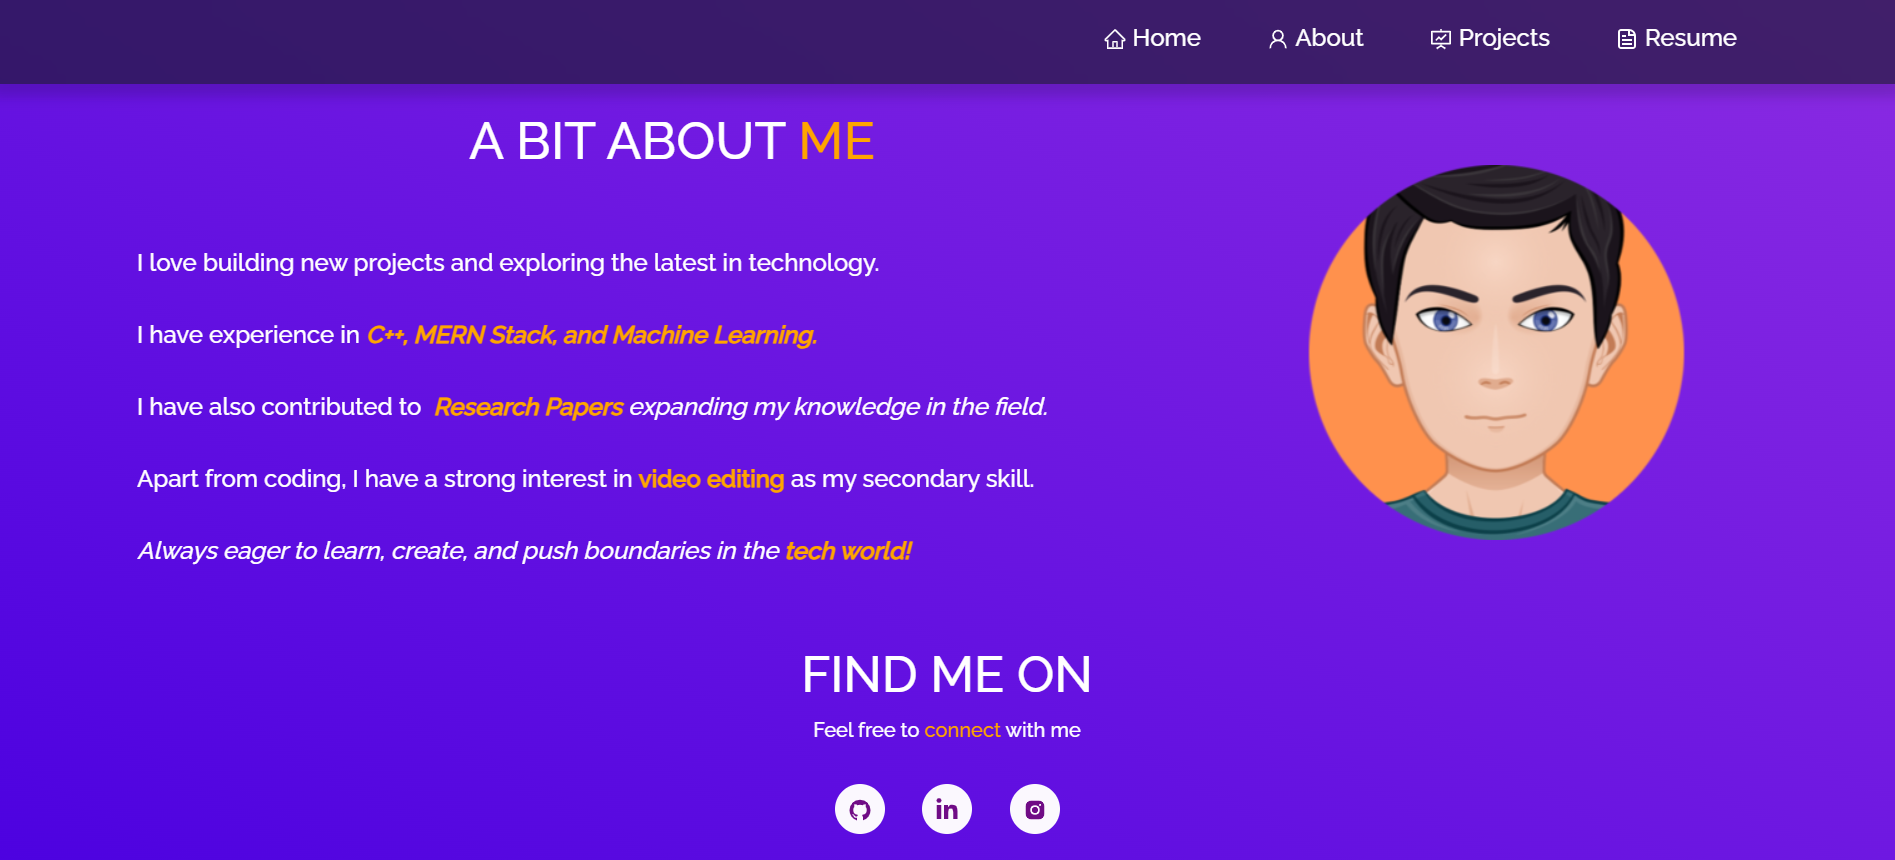 Home About Projects Resume
A BIT ABOUT ME
I love building new projects and exploring the latest in technology.
I have experience in C++, MERN Stack, and Machine Learning.
I have also contributed to Research Papers expanding my knowledge in the field.
Apart from coding, I have a strong interest in video editing as my secondary skill.
Always eager to learn, create, and push boundaries in the tech world!
FIND ME ON
Feel free to connect with me
in